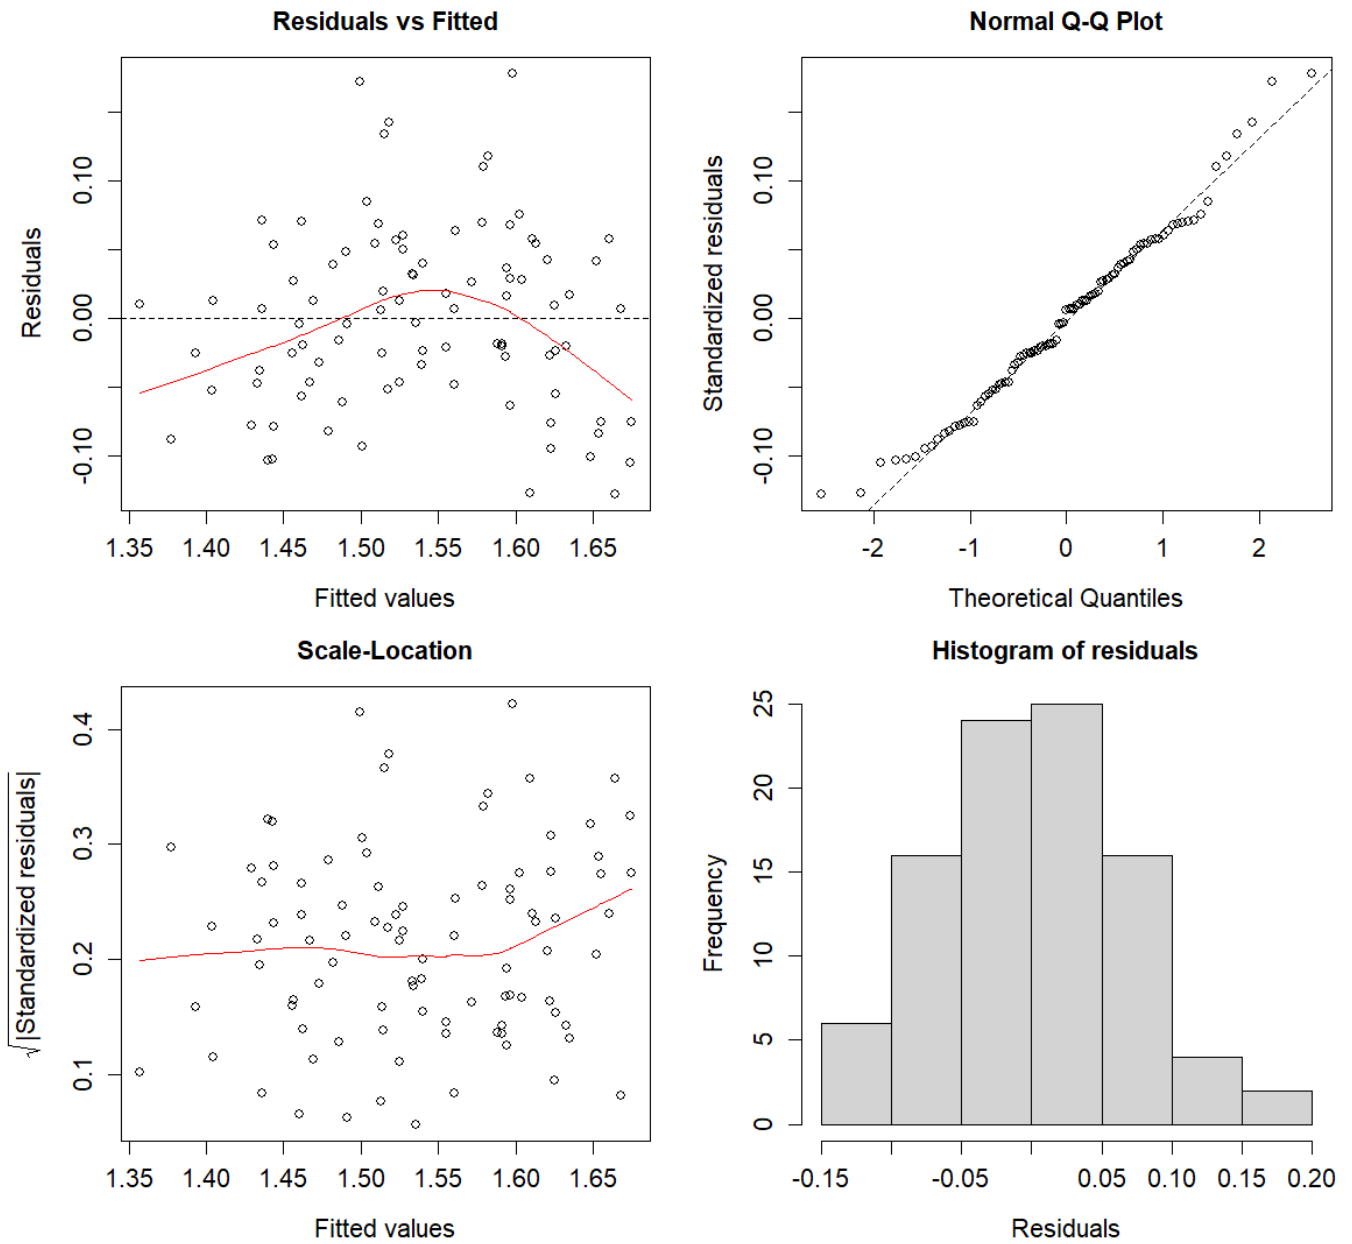 Residuals vs Fitted
Residuals
0.10
0.00
-0.10
1.35 1.40 1.45 1.50 1.55 1.60 1.65
Fitted values
Normal Q-Q Plot
Standardized residuals
0.10
0.00
-0.10
-2 -1 0 1 2
Theoretical Quantiles
Scale-Location
√|Standardized residuals|
0.4
0.3
0.2
0.1
1.35 1.40 1.45 1.50 1.55 1.60 1.65
Fitted values
Histogram of residuals
Frequency
25
20
15
10
5
0
-0.15 -0.05 0.05 0.15 0.20
Residuals